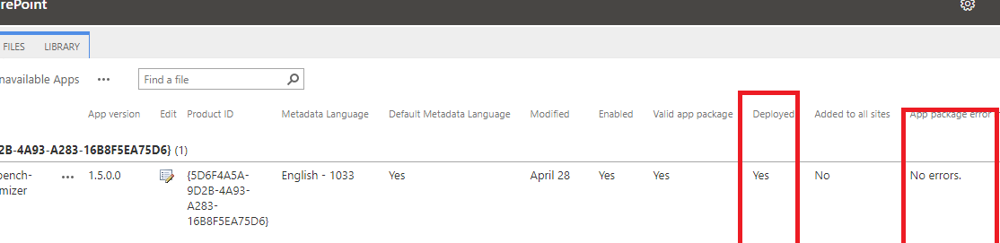 rePoint
FILES LIBRARY
navailable Apps ••• Find a file
App version Edit Product ID Metadata Language Default Metadata Language Modified Enabled Valid app package Deployed Added to all sites App package error
2B-4A93-A283-16B8F5EA75D6} (1)
bench- ••• 1.5.0.0 {5D6F4A5A- English - 1033 Yes April 28 Yes Yes Yes No No errors.
mizer 9D2B-4A93-
A283-
16B8F5EA75D6}